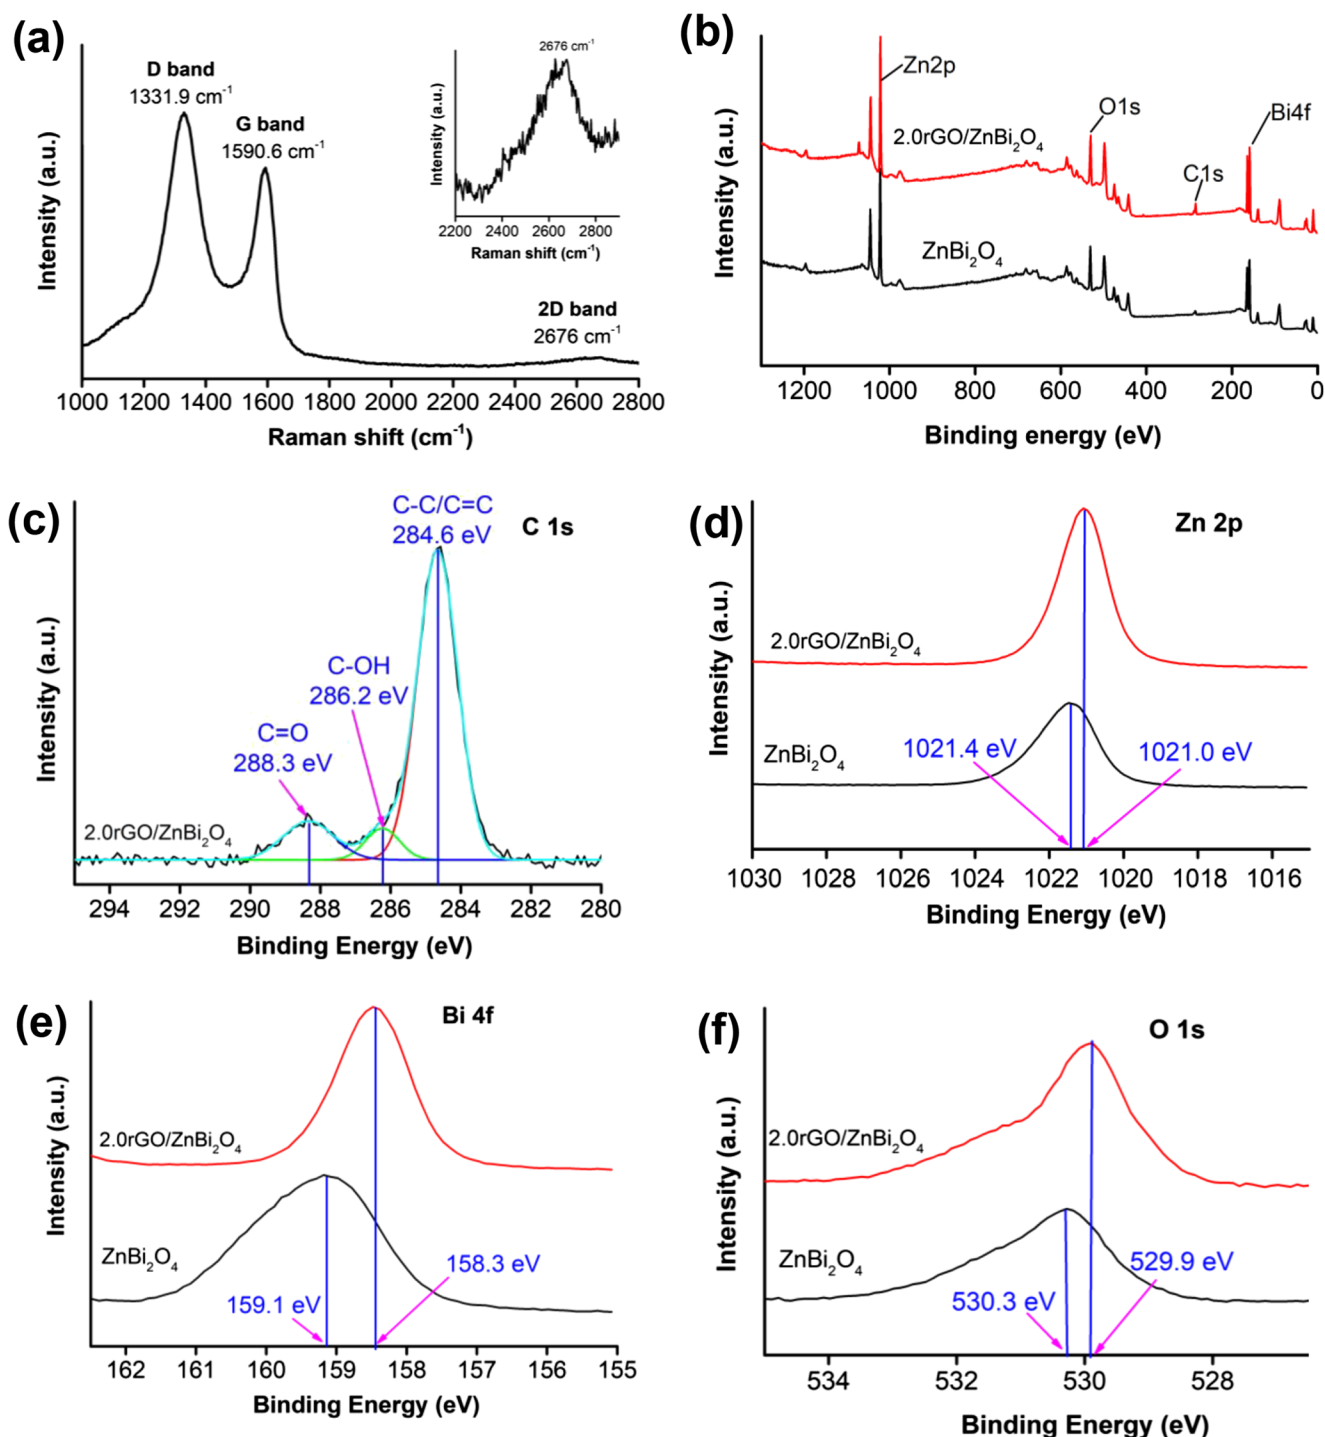 (a)
D band
1331.9 cm⁻¹
G band
1590.6 cm⁻¹
2D band
2676 cm⁻¹
Intensity (a.u.)
1000 1200 1400 1600 1800 2000 2200 2400 2600 2800
Raman shift (cm⁻¹)
2676 cm⁻¹
Intensity (a.u.)
2200 2400 2600 2800
Raman shift (cm⁻¹)
(b)
Zn2p
2.0rGO/ZnBi₂O₄
O1s
C1s
Bi4f
ZnBi₂O₄
Intensity (a.u.)
1200 1000 800 600 400 200 0
Binding energy (eV)
(c)
C-C/C=C
284.6 eV
C 1s
C-OH
286.2 eV
C=O
288.3 eV
2.0rGO/ZnBi₂O₄
Intensity (a.u.)
294 292 290 288 286 284 282 280
Binding Energy (eV)
(d)
Zn 2p
2.0rGO/ZnBi₂O₄
ZnBi₂O₄
1021.4 eV
1021.0 eV
Intensity (a.u.)
1030 1028 1026 1024 1022 1020 1018 1016
Binding Energy (eV)
(e)
Bi 4f
2.0rGO/ZnBi₂O₄
ZnBi₂O₄
158.3 eV
159.1 eV
Intensity (a.u.)
162 161 160 159 158 157 156 155
Binding Energy (eV)
(f)
O 1s
2.0rGO/ZnBi₂O₄
ZnBi₂O₄
529.9 eV
530.3 eV
Intensity (a.u.)
534 532 530 528
Binding Energy (eV)